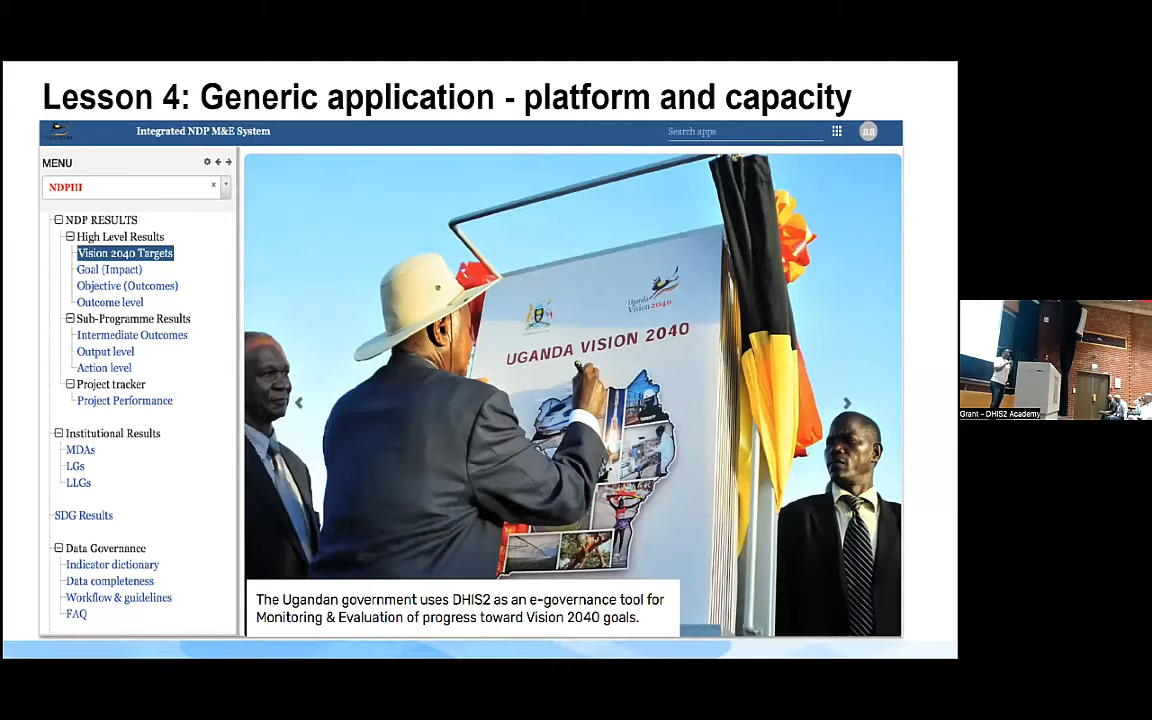 Lesson 4: Generic application - platform and capacity
Integrated NDP M&E System
Search apps
aa
MENU
NDPIII
NDP RESULTS
High Level Results
Vision 2040 Targets
Goal (Impact)
Objective (Outcomes)
Outcome level
Sub-Programme Results
Intermediate Outcomes
Output level
Action level
Project tracker
Project Performance
Institutional Results
MDAs
LGs
LLGs
SDG Results
Data Governance
Indicator dictionary
Data completeness
Workflow & guidelines
FAQ
Uganda
Vision 2040
UGANDA VISION 2040
The Ugandan government uses DHIS2 as an e-governance tool for
Monitoring & Evaluation of progress toward Vision 2040 goals.
Grant - DHIS2 Academy